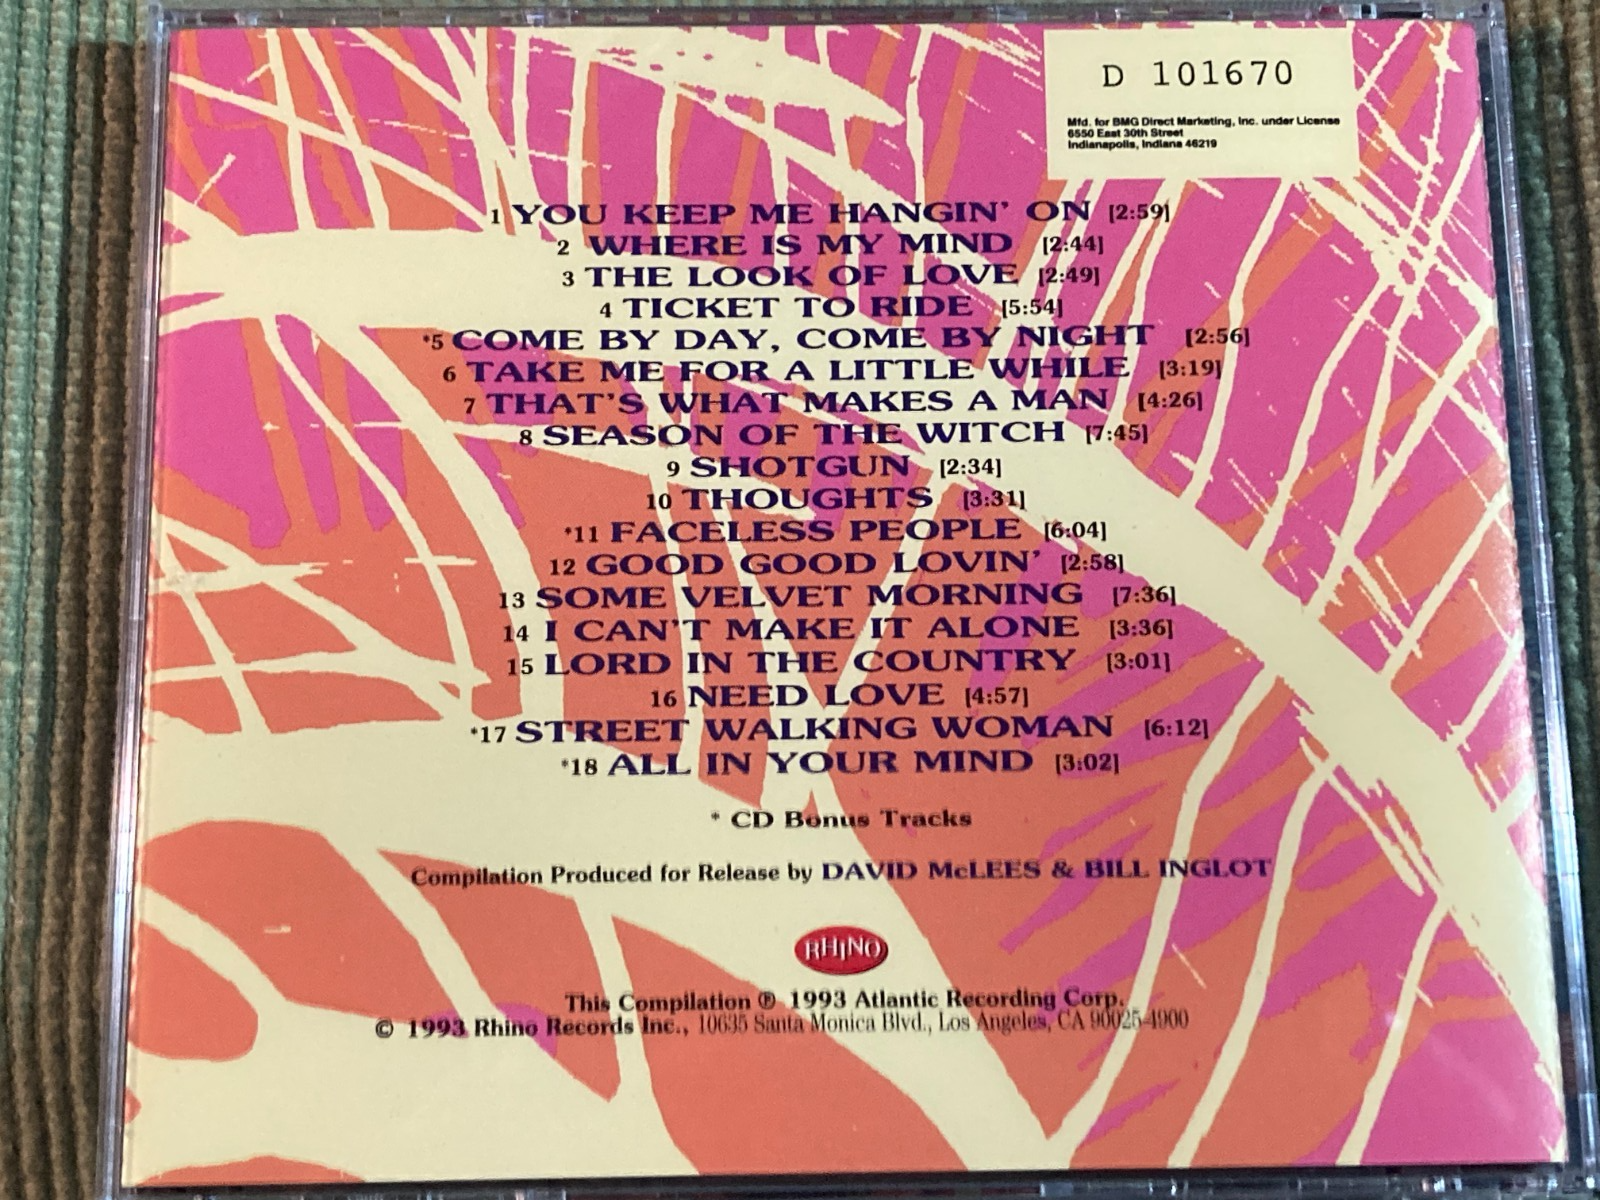 D 101670
Mfd. for BMG Direct Marketing, Inc. under License
6550 East 30th Street
Indianapolis, Indiana 46219
1 YOU KEEP ME HANGIN' ON [2:59]
2 WHERE IS MY MIND [2:44]
3 THE LOOK OF LOVE [2:49]
4 TICKET TO RIDE [5:54]
*5 COME BY DAY, COME BY NIGHT [2:56]
6 TAKE ME FOR A LITTLE WHILE [3:19]
7 THAT'S WHAT MAKES A MAN [4:26]
8 SEASON OF THE WITCH [7:45]
9 SHOTGUN [2:34]
10 THOUGHTS [3:31]
*11 FACELESS PEOPLE [6:04]
12 GOOD GOOD LOVIN' [2:58]
13 SOME VELVET MORNING [7:36]
14 I CAN'T MAKE IT ALONE [3:36]
15 LORD IN THE COUNTRY [3:01]
16 NEED LOVE [4:57]
*17 STREET WALKING WOMAN [6:12]
*18 ALL IN YOUR MIND [3:02]
* CD Bonus Tracks
Compilation Produced for Release by DAVID McLEES & BILL INGLOT
RHINO
This Compilation ℗ 1993 Atlantic Recording Corp.
© 1993 Rhino Records Inc., 10635 Santa Monica Blvd., Los Angeles, CA 90025-4900